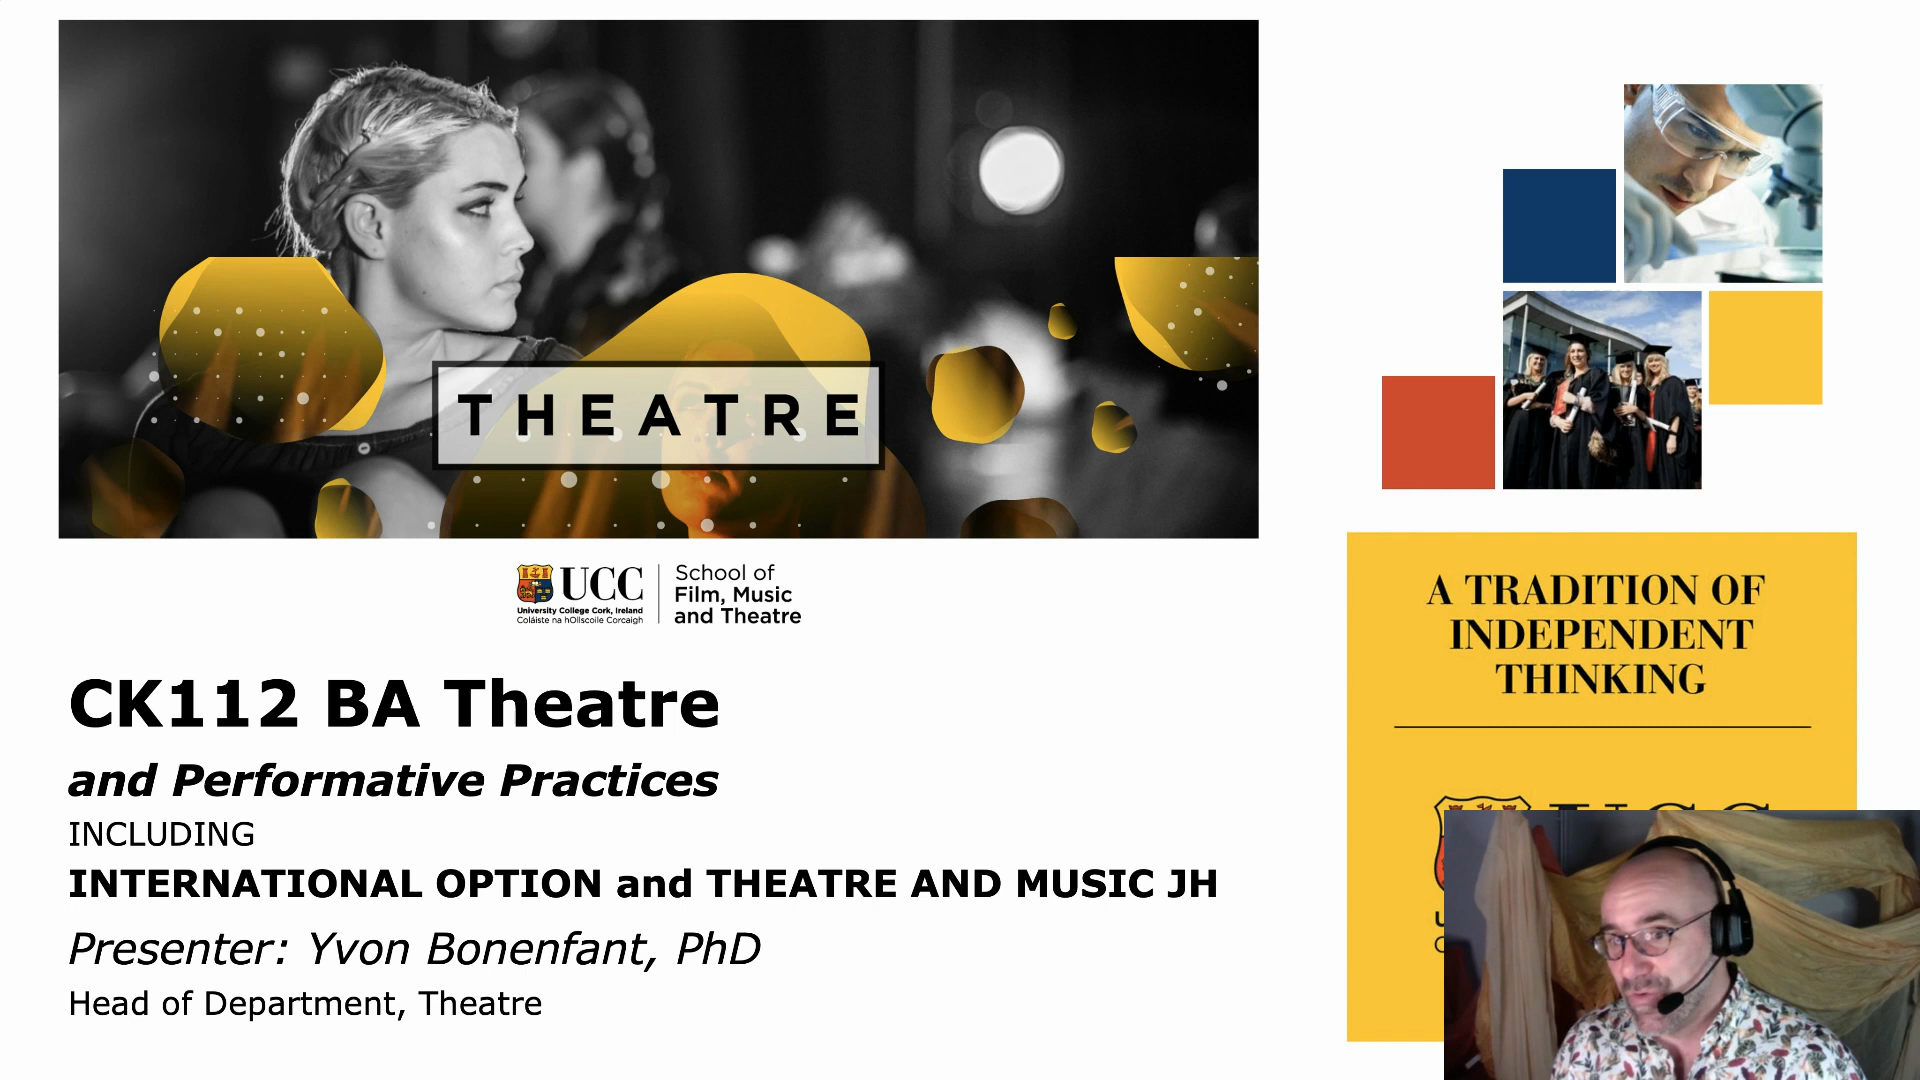 THEATRE
UCC
University College Cork, Ireland
Coláiste na hOllscoile Corcaigh
School of
Film, Music
and Theatre
CK112 BA Theatre
and Performative Practices
INCLUDING
INTERNATIONAL OPTION and THEATRE AND MUSIC JH
Presenter: Yvon Bonenfant, PhD
Head of Department, Theatre
A TRADITION OF
INDEPENDENT
THINKING